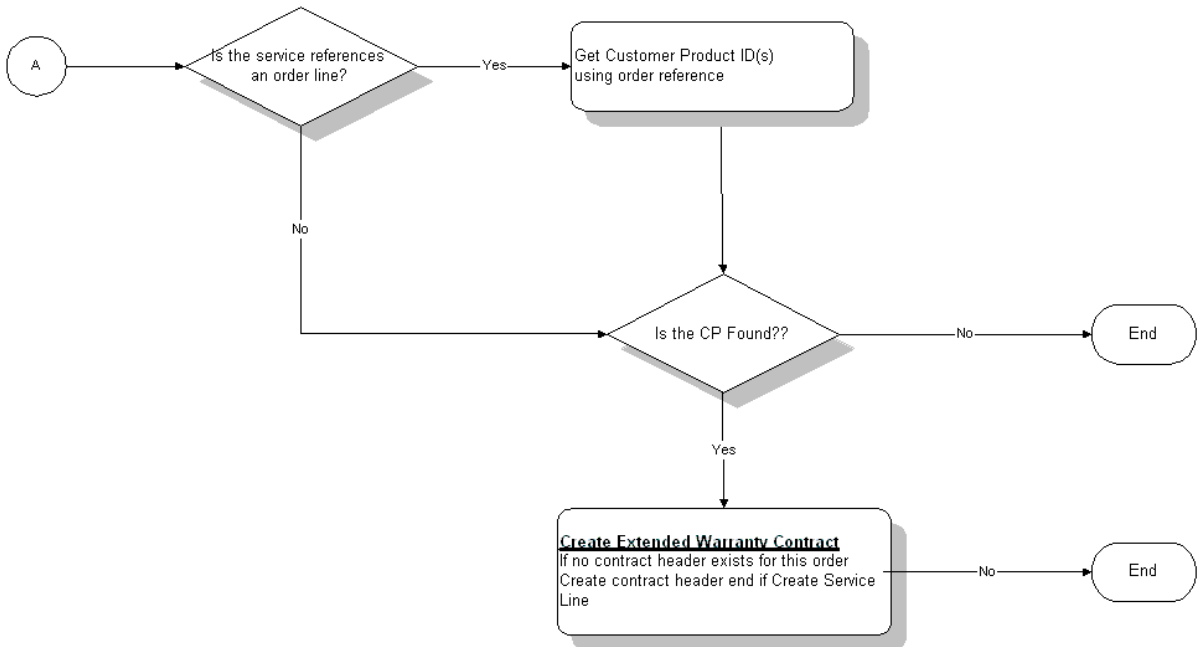 A
Is the service references
an order line?
Yes
Get Customer Product ID(s)
using order reference
No
Is the CP Found??
No
End
Yes
Create Extended Warranty Contract
If no contract header exists for this order
Create contract header end if Create Service
Line
No
End